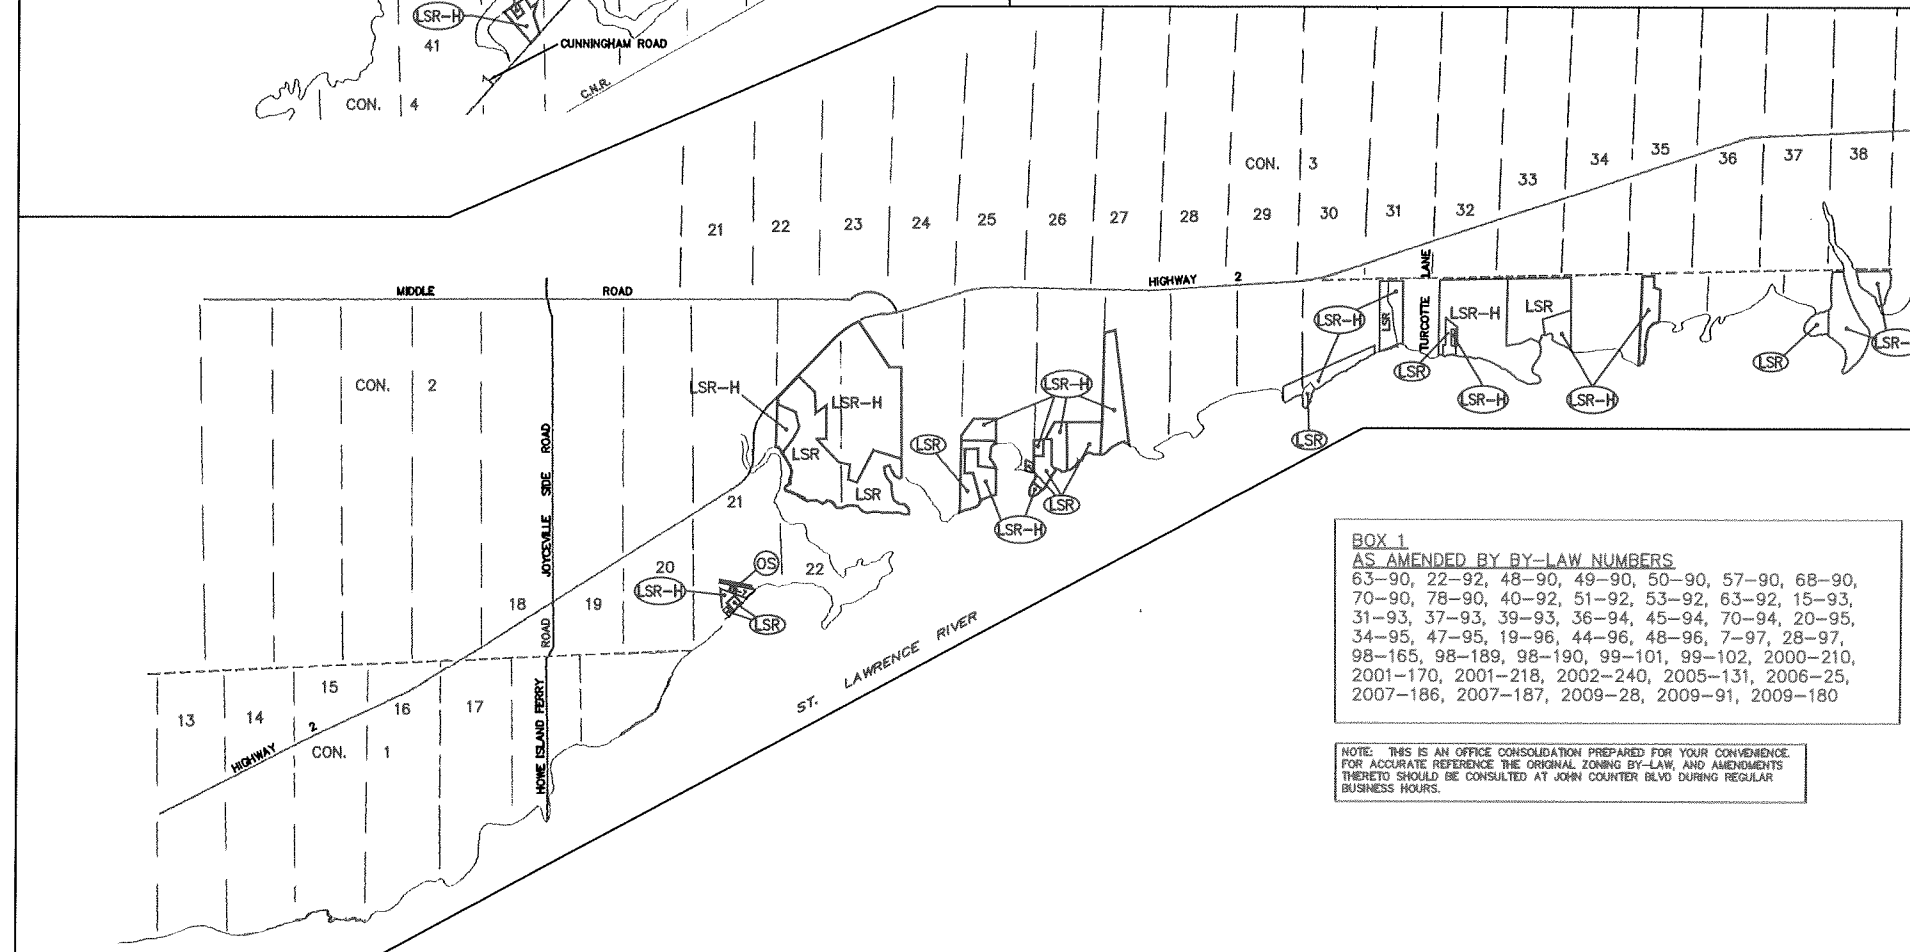 LSR-H
41
CUNNINGHAM ROAD
C.N.R.
CON. 4
CON. 3
21 22 23 24 25 26 27 28 29 30 31 32 33 34 35 36 37 38
MIDDLE ROAD
HIGHWAY 2
TURCOTTE LANE
LSR-H
LSR
LSR-H
LSR
LSR-H
LSR
LSR-H
LSR-H
LSR
LSR-
LSR
CON. 2
LSR-H
LSR-H
LSR
LSR
LSR
LSR-H
LSR
LSR-H
JOYCEVILLE SIDE ROAD
21
20
OS
22
LSR-H
LSR
18
19
ROAD
HOWE ISLAND FERRY
ST. LAWRENCE RIVER
13 14 15 16 17
HIGHWAY 2
CON. 1
BOX 1
AS AMENDED BY BY-LAW NUMBERS
63-90, 22-92, 48-90, 49-90, 50-90, 57-90, 68-90,
70-90, 78-90, 40-92, 51-92, 53-92, 63-92, 15-93,
31-93, 37-93, 39-93, 36-94, 45-94, 70-94, 20-95,
34-95, 47-95, 19-96, 44-96, 48-96, 7-97, 28-97,
98-165, 98-189, 98-190, 99-101, 99-102, 2000-210,
2001-170, 2001-218, 2002-240, 2005-131, 2006-25,
2007-186, 2007-187, 2009-28, 2009-91, 2009-180
NOTE: THIS IS AN OFFICE CONSOLIDATION PREPARED FOR YOUR CONVENIENCE.
FOR ACCURATE REFERENCE THE ORIGINAL ZONING BY-LAW, AND AMENDMENTS
THERETO SHOULD BE CONSULTED AT JOHN COUNTER BLVD DURING REGULAR
BUSINESS HOURS.